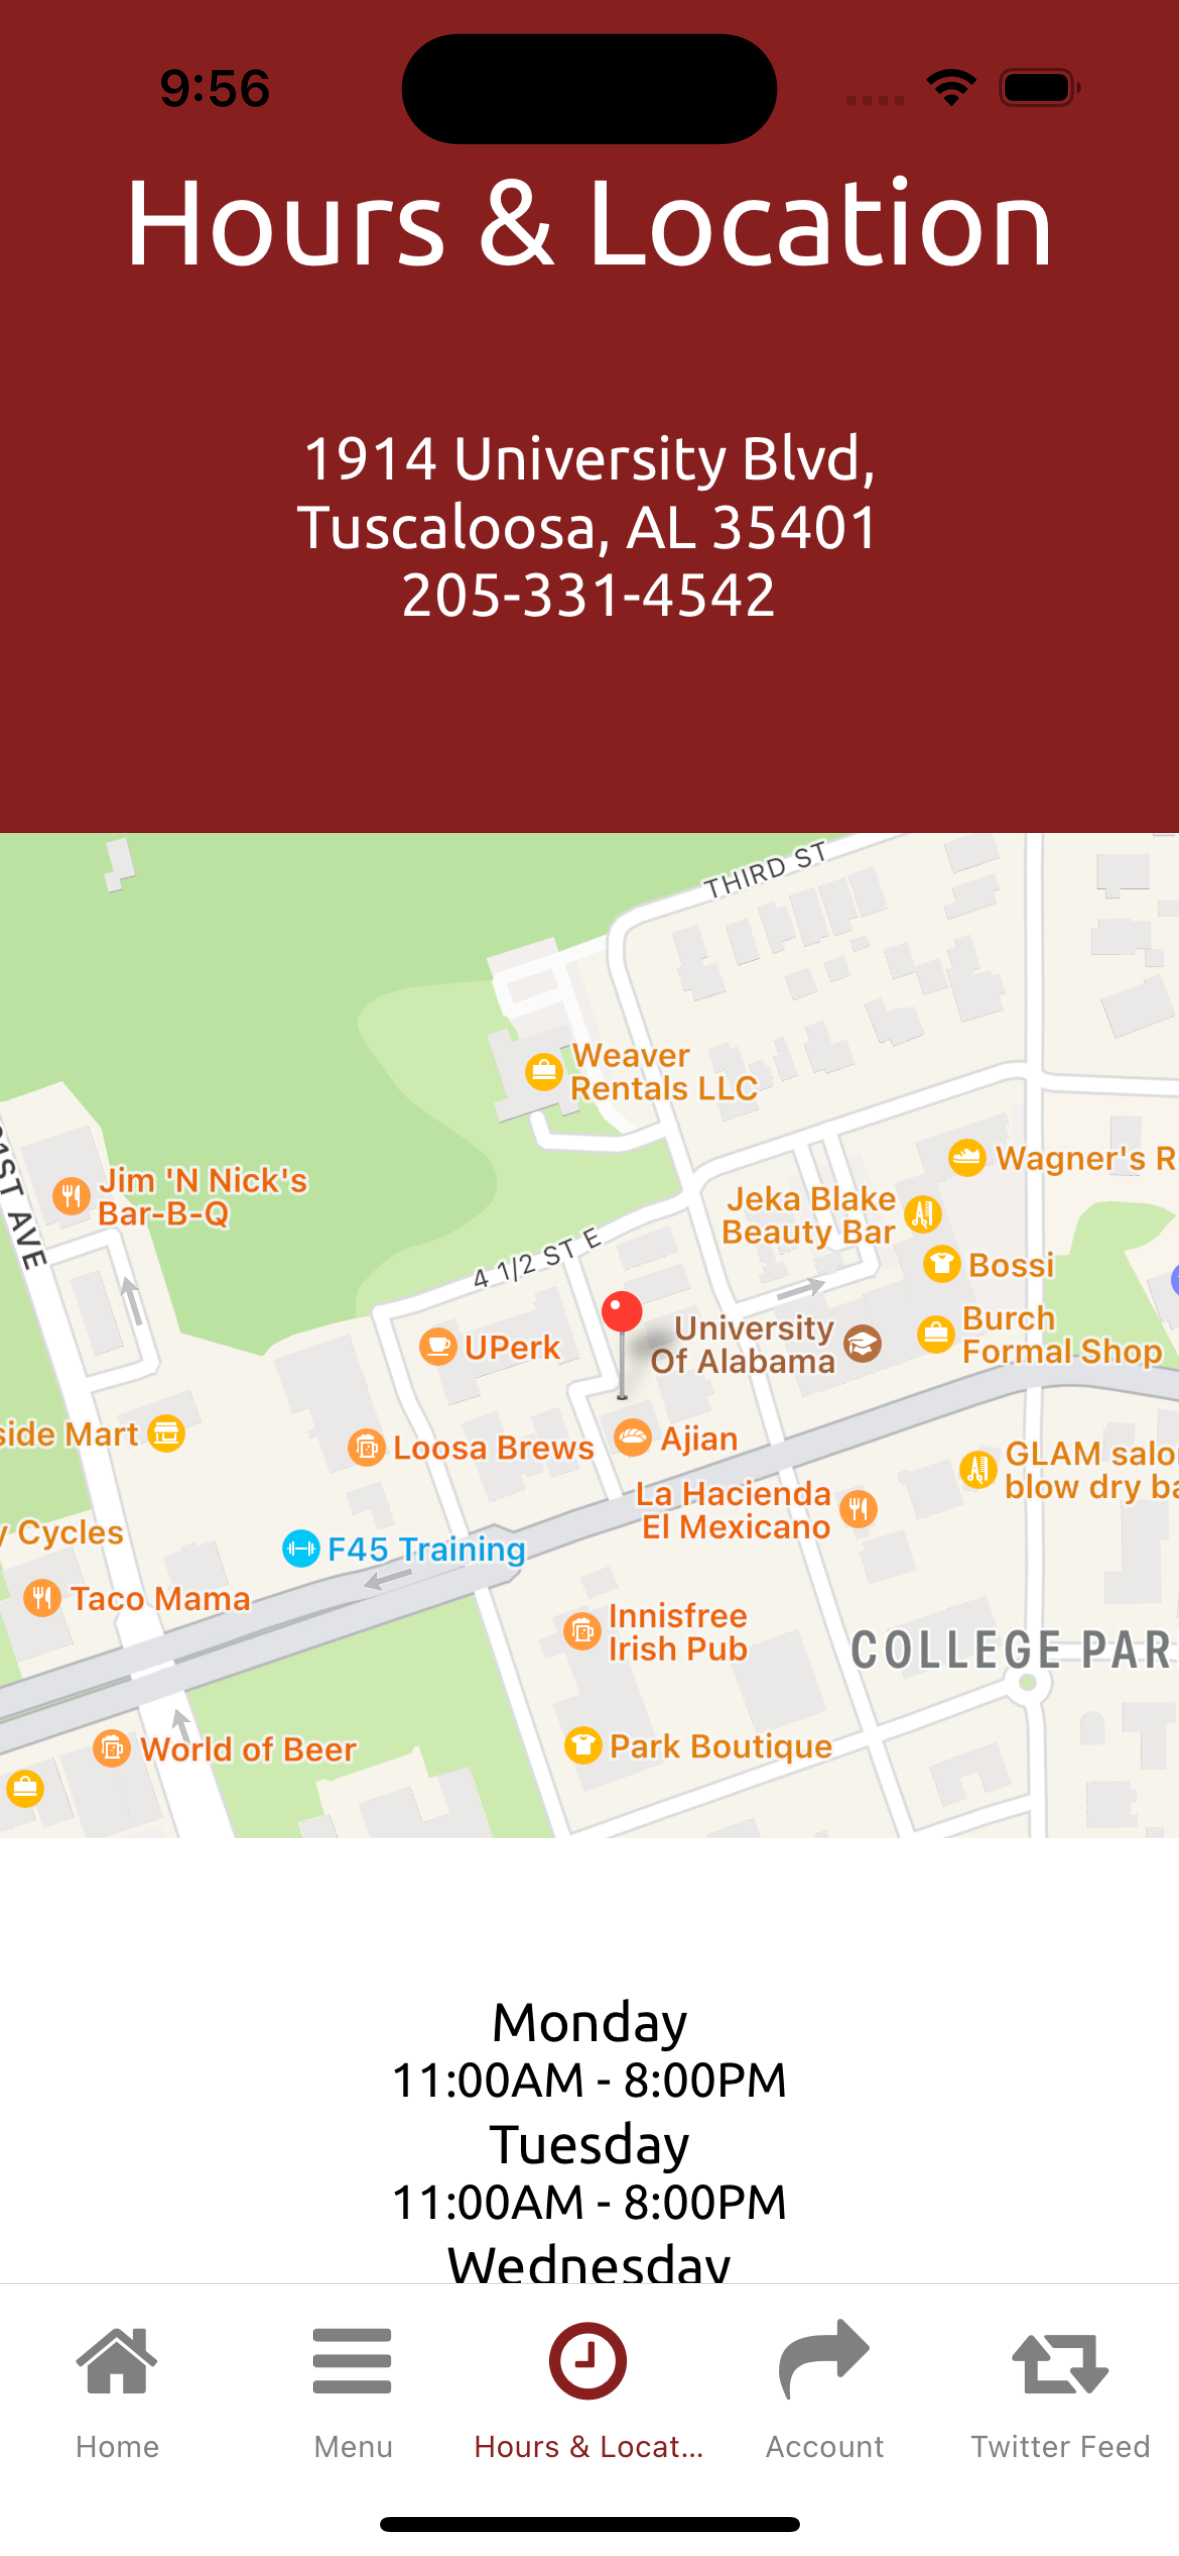 9:56
Hours & Location
1914 University Blvd,
Tuscaloosa, AL 35401
205-331-4542
THIRD ST
Weaver
Rentals LLC
Wagner's R
Jim 'N Nick's
Bar-B-Q
21ST AVE
Jeka Blake
Beauty Bar
4 1/2 ST E
Bossi
University
Of Alabama
Burch
Formal Shop
UPerk
side Mart
Loosa Brews
Ajian
GLAM salo
blow dry ba
La Hacienda
El Mexicano
y Cycles
F45 Training
Taco Mama
Innisfree
Irish Pub
COLLEGE PAR
World of Beer
Park Boutique
Monday
11:00AM - 8:00PM
Tuesday
11:00AM - 8:00PM
Wednesday
Home
Menu
Hours & Locat...
Account
Twitter Feed